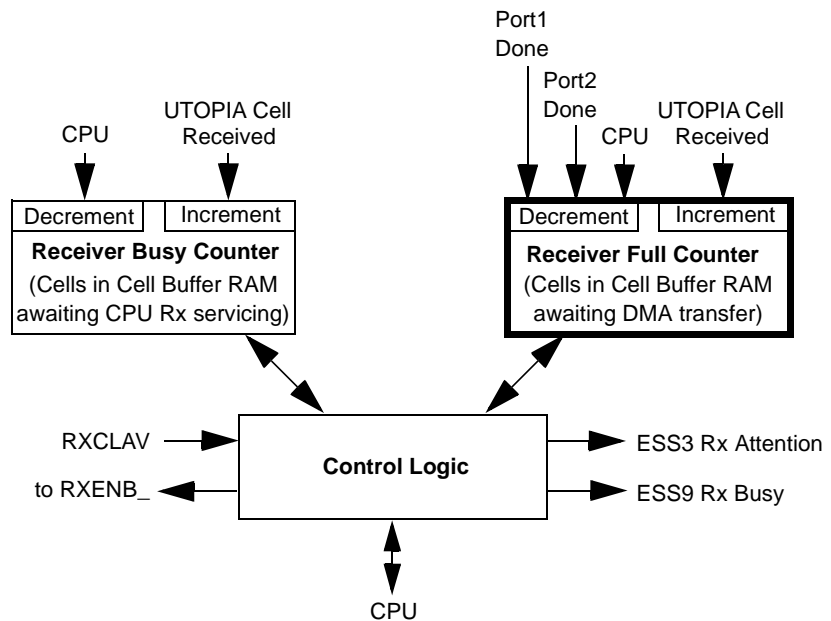 Port1
Done
Port2
Done
CPU
UTOPIA Cell
Received
CPU
UTOPIA Cell
Received
Decrement
Increment
Receiver Busy Counter
(Cells in Cell Buffer RAM
awaiting CPU Rx servicing)
Decrement
Increment
Receiver Full Counter
(Cells in Cell Buffer RAM
awaiting DMA transfer)
RXCLAV
to RXENB_
Control Logic
ESS3 Rx Attention
ESS9 Rx Busy
CPU